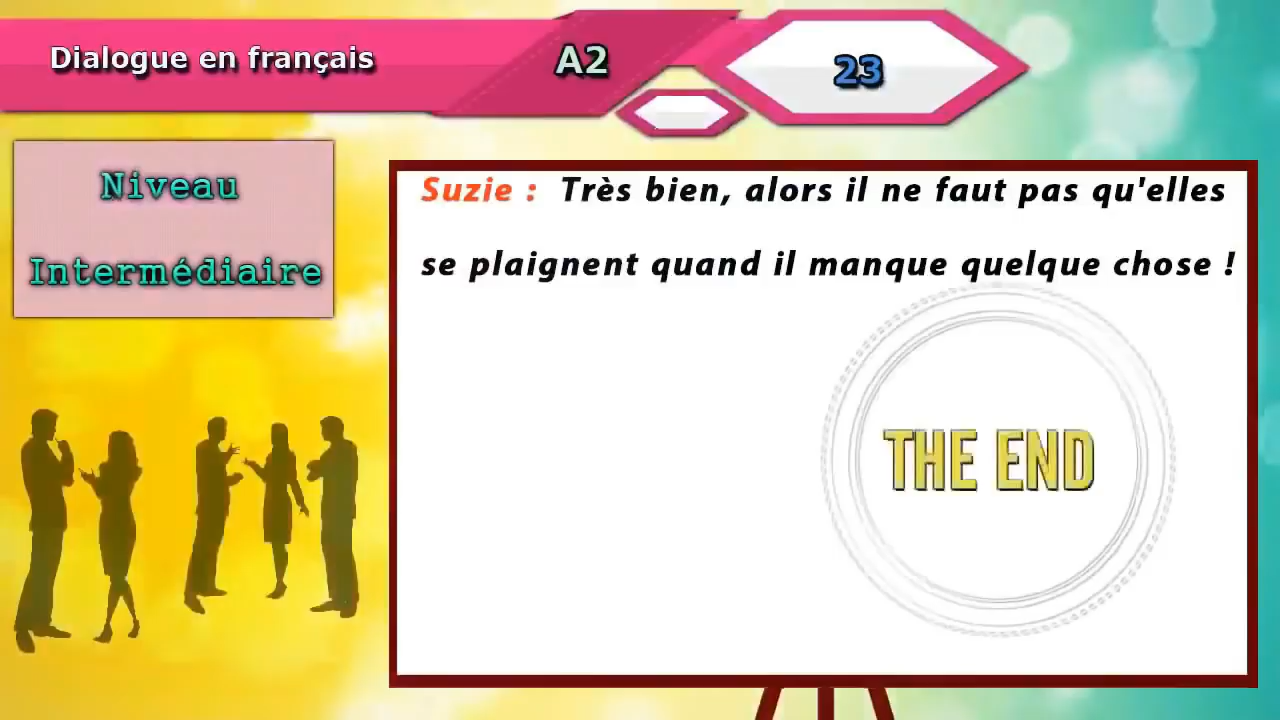 Dialogue en français
A2
23
Niveau
Intermédiaire
Suzie : Très bien, alors il ne faut pas qu'elles
se plaignent quand il manque quelque chose !
THE END